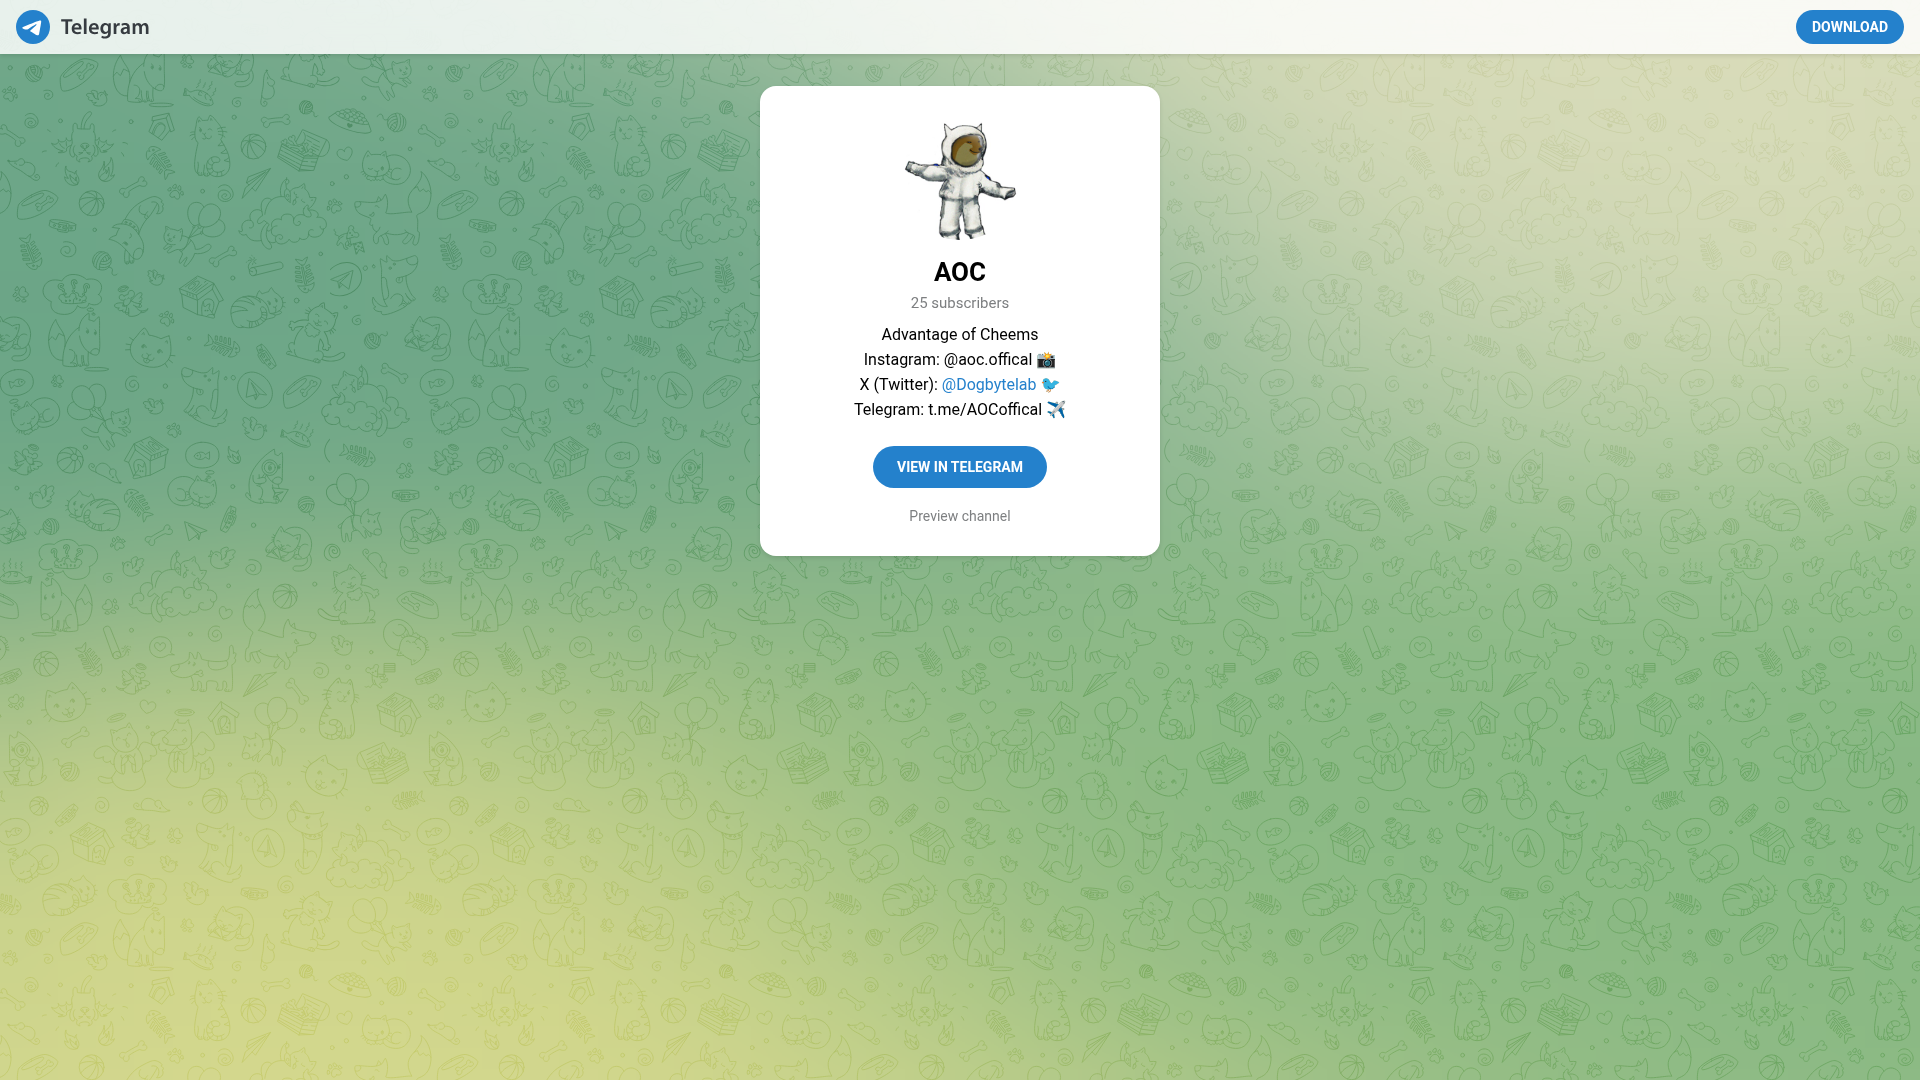 Telegram
DOWNLOAD
AOC
25 subscribers
Advantage of Cheems
Instagram: @aoc.offical 📸
X (Twitter): @Dogbytelab 🐦
Telegram: t.me/AOCoffical ✈️
VIEW IN TELEGRAM
Preview channel